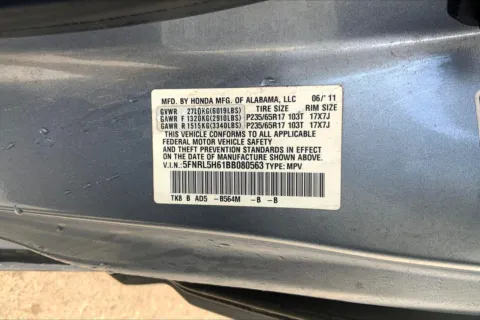 MFD. BY HONDA MFG. OF ALABAMA, LLC 06/'11
GVWR 2710KG(6019LBS) TIRE SIZE RIM SIZE
GAWR F 1320KG(2910LBS) P235/65R17 103T 17X7J
GAWR R 1515KG(3340LBS) P235/65R17 103T 17X7J
THIS VEHICLE CONFORMS TO ALL APPLICABLE
FEDERAL MOTOR VEHICLE SAFETY
AND THEFT PREVENTION STANDARDS IN EFFECT ON
THE DATE OF MANUFACTURE SHOWN ABOVE.
V.I.N.: 5FNRL5H61BB080563 TYPE: MPV
TK8 B AD5 -B564M -B -B